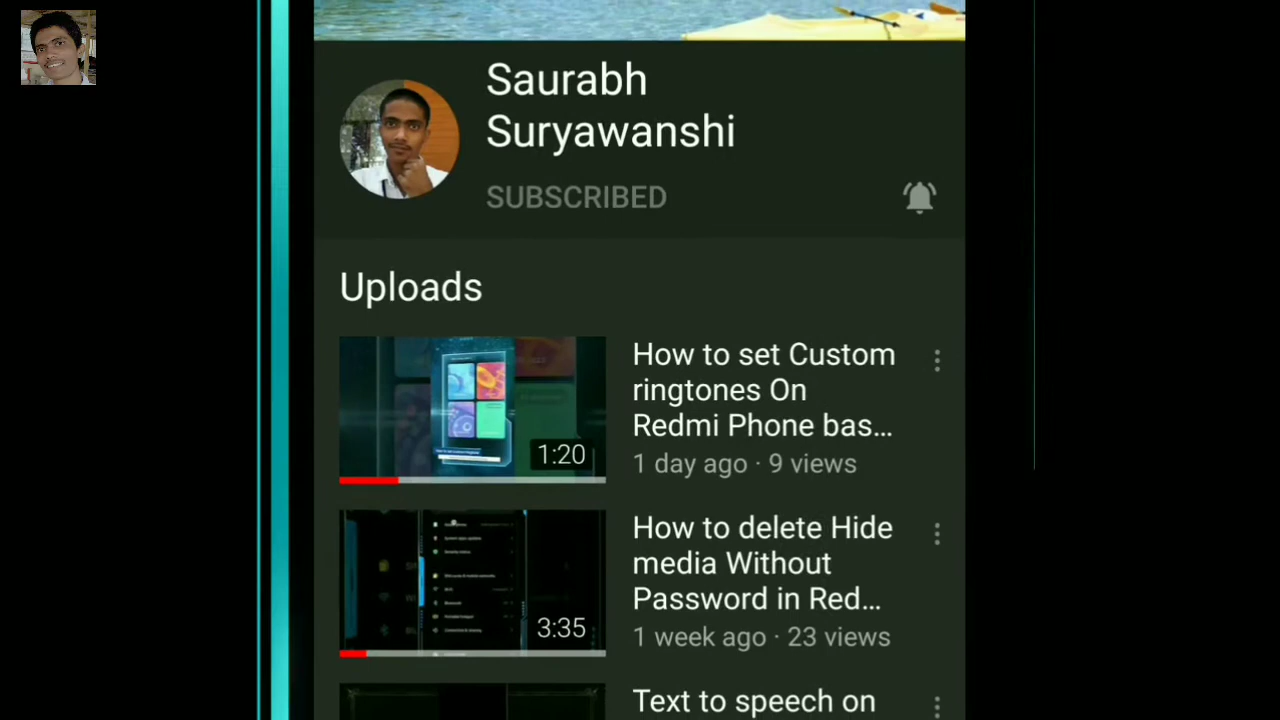 Saurabh
Suryawanshi
SUBSCRIBED
Uploads
How to set Custom
ringtones On
Redmi Phone bas...
1 day ago · 9 views
1:20
How to delete Hide
media Without
Password in Red...
1 week ago · 23 views
3:35
Text to speech on